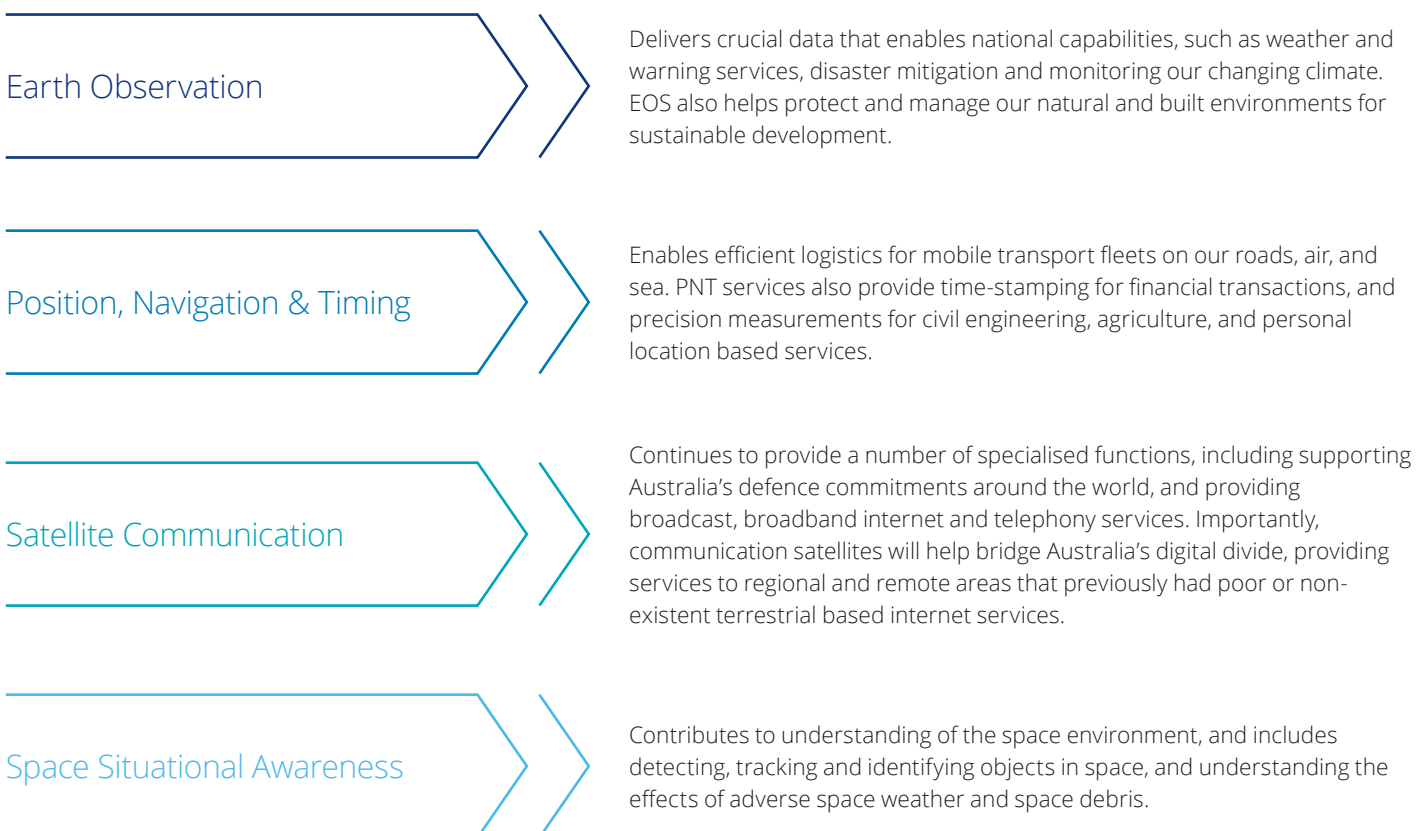 Earth Observation
Delivers crucial data that enables national capabilities, such as weather and
warning services, disaster mitigation and monitoring our changing climate.
EOS also helps protect and manage our natural and built environments for
sustainable development.
Position, Navigation & Timing
Enables efficient logistics for mobile transport fleets on our roads, air, and
sea. PNT services also provide time-stamping for financial transactions, and
precision measurements for civil engineering, agriculture, and personal
location based services.
Satellite Communication
Continues to provide a number of specialised functions, including supporting
Australia’s defence commitments around the world, and providing
broadcast, broadband internet and telephony services. Importantly,
communication satellites will help bridge Australia’s digital divide, providing
services to regional and remote areas that previously had poor or non-
existent terrestrial based internet services.
Space Situational Awareness
Contributes to understanding of the space environment, and includes
detecting, tracking and identifying objects in space, and understanding the
effects of adverse space weather and space debris.